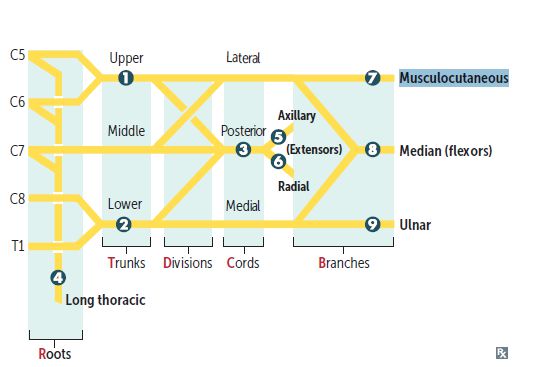 C5
Upper
Lateral
1
7
Musculocutaneous
C6
Axillary
Middle
Posterior
5
C7
3
(Extensors)
8
Median (flexors)
6
Radial
C8
Lower
Medial
2
9
Ulnar
T1
Trunks
Divisions
Cords
Branches
4
Long thoracic
Roots
Rx